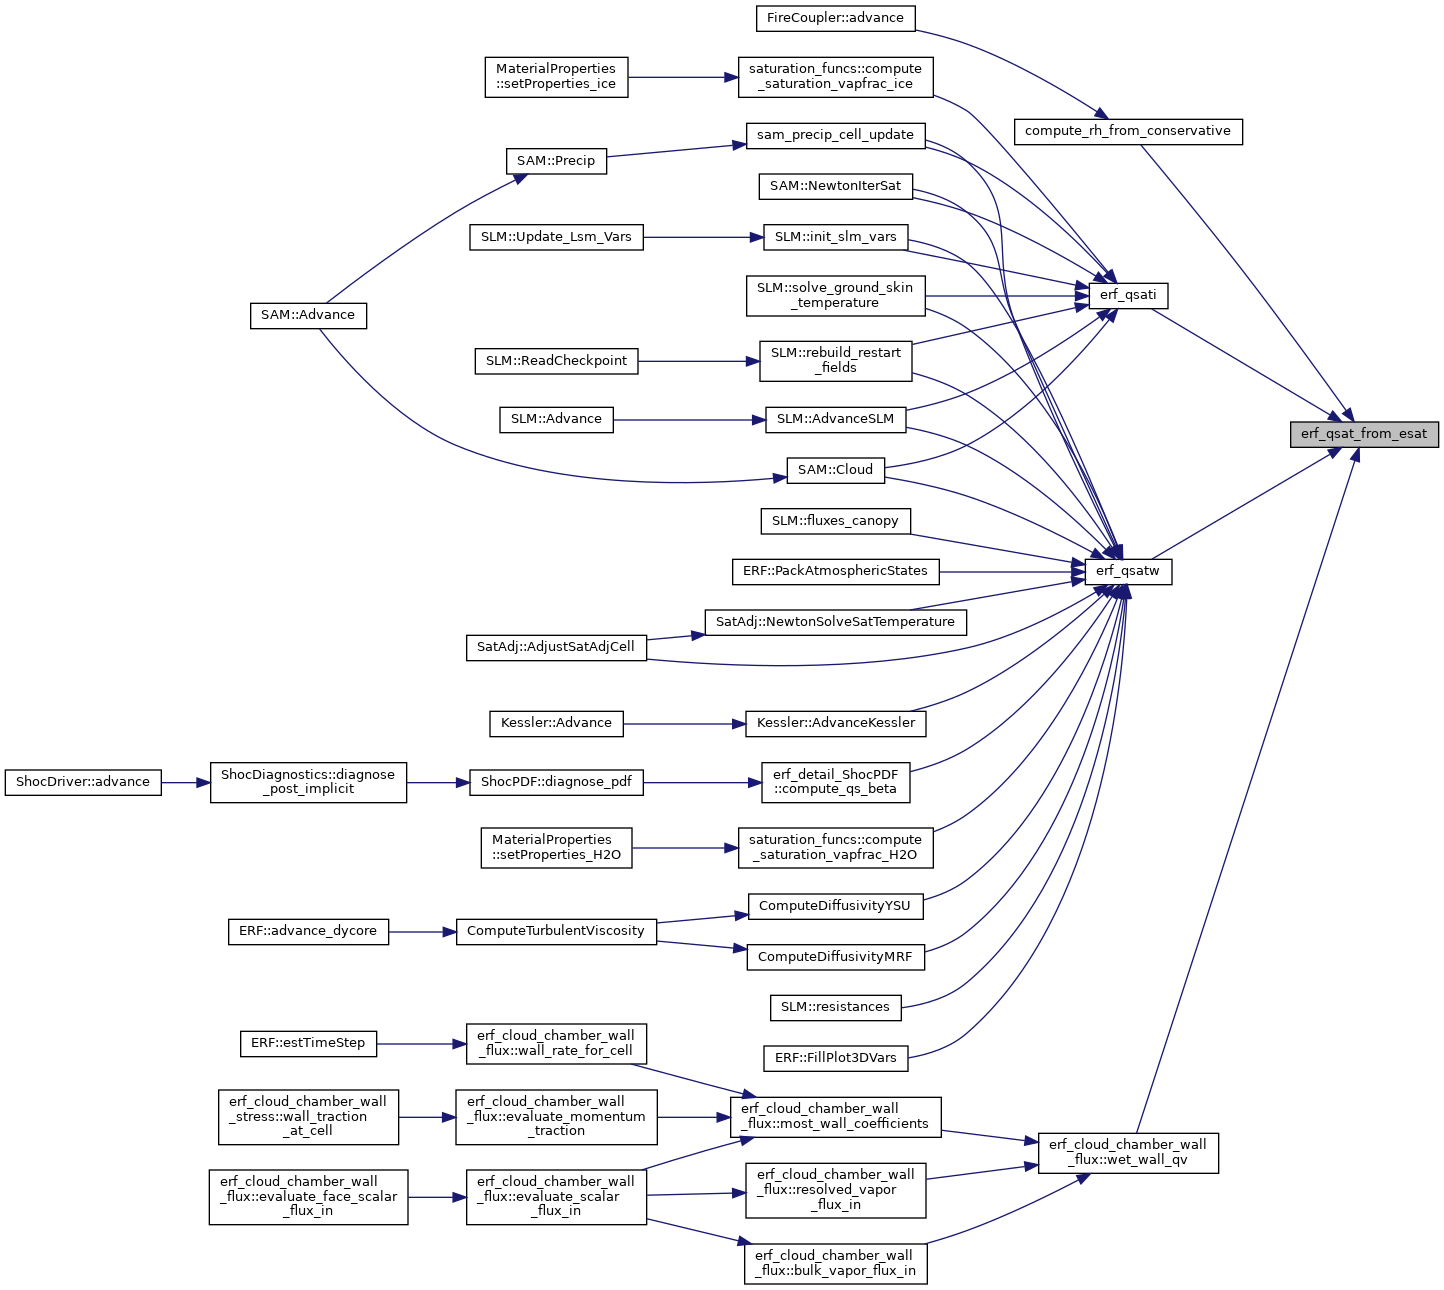 FireCoupler::advance
MaterialProperties
::setProperties_ice
saturation_funcs::compute
_saturation_vapfrac_ice
compute_rh_from_conservative
sam_precip_cell_update
SAM::Precip
SAM::NewtonIterSat
SLM::Update_Lsm_Vars
SLM::init_slm_vars
SLM::solve_ground_skin
_temperature
erf_qsati
SAM::Advance
SLM::ReadCheckpoint
SLM::rebuild_restart
_fields
SLM::Advance
SLM::AdvanceSLM
erf_qsat_from_esat
SAM::Cloud
SLM::fluxes_canopy
ERF::PackAtmosphericStates
erf_qsatw
SatAdj::NewtonSolveSatTemperature
SatAdj::AdjustSatAdjCell
Kessler::Advance
Kessler::AdvanceKessler
ShocDriver::advance
ShocDiagnostics::diagnose
_post_implicit
ShocPDF::diagnose_pdf
erf_detail_ShocPDF
::compute_qs_beta
MaterialProperties
::setProperties_H2O
saturation_funcs::compute
_saturation_vapfrac_H2O
ComputeDiffusivityYSU
ERF::advance_dycore
ComputeTurbulentViscosity
ComputeDiffusivityMRF
SLM::resistances
ERF::estTimeStep
erf_cloud_chamber_wall
_flux::wall_rate_for_cell
ERF::FillPlot3DVars
erf_cloud_chamber_wall
_stress::wall_traction
_at_cell
erf_cloud_chamber_wall
_flux::evaluate_momentum
_traction
erf_cloud_chamber_wall
_flux::most_wall_coefficients
erf_cloud_chamber_wall
_flux::wet_wall_qv
erf_cloud_chamber_wall
_flux::evaluate_face_scalar
_flux_in
erf_cloud_chamber_wall
_flux::evaluate_scalar
_flux_in
erf_cloud_chamber_wall
_flux::resolved_vapor
_flux_in
erf_cloud_chamber_wall
_flux::bulk_vapor_flux_in